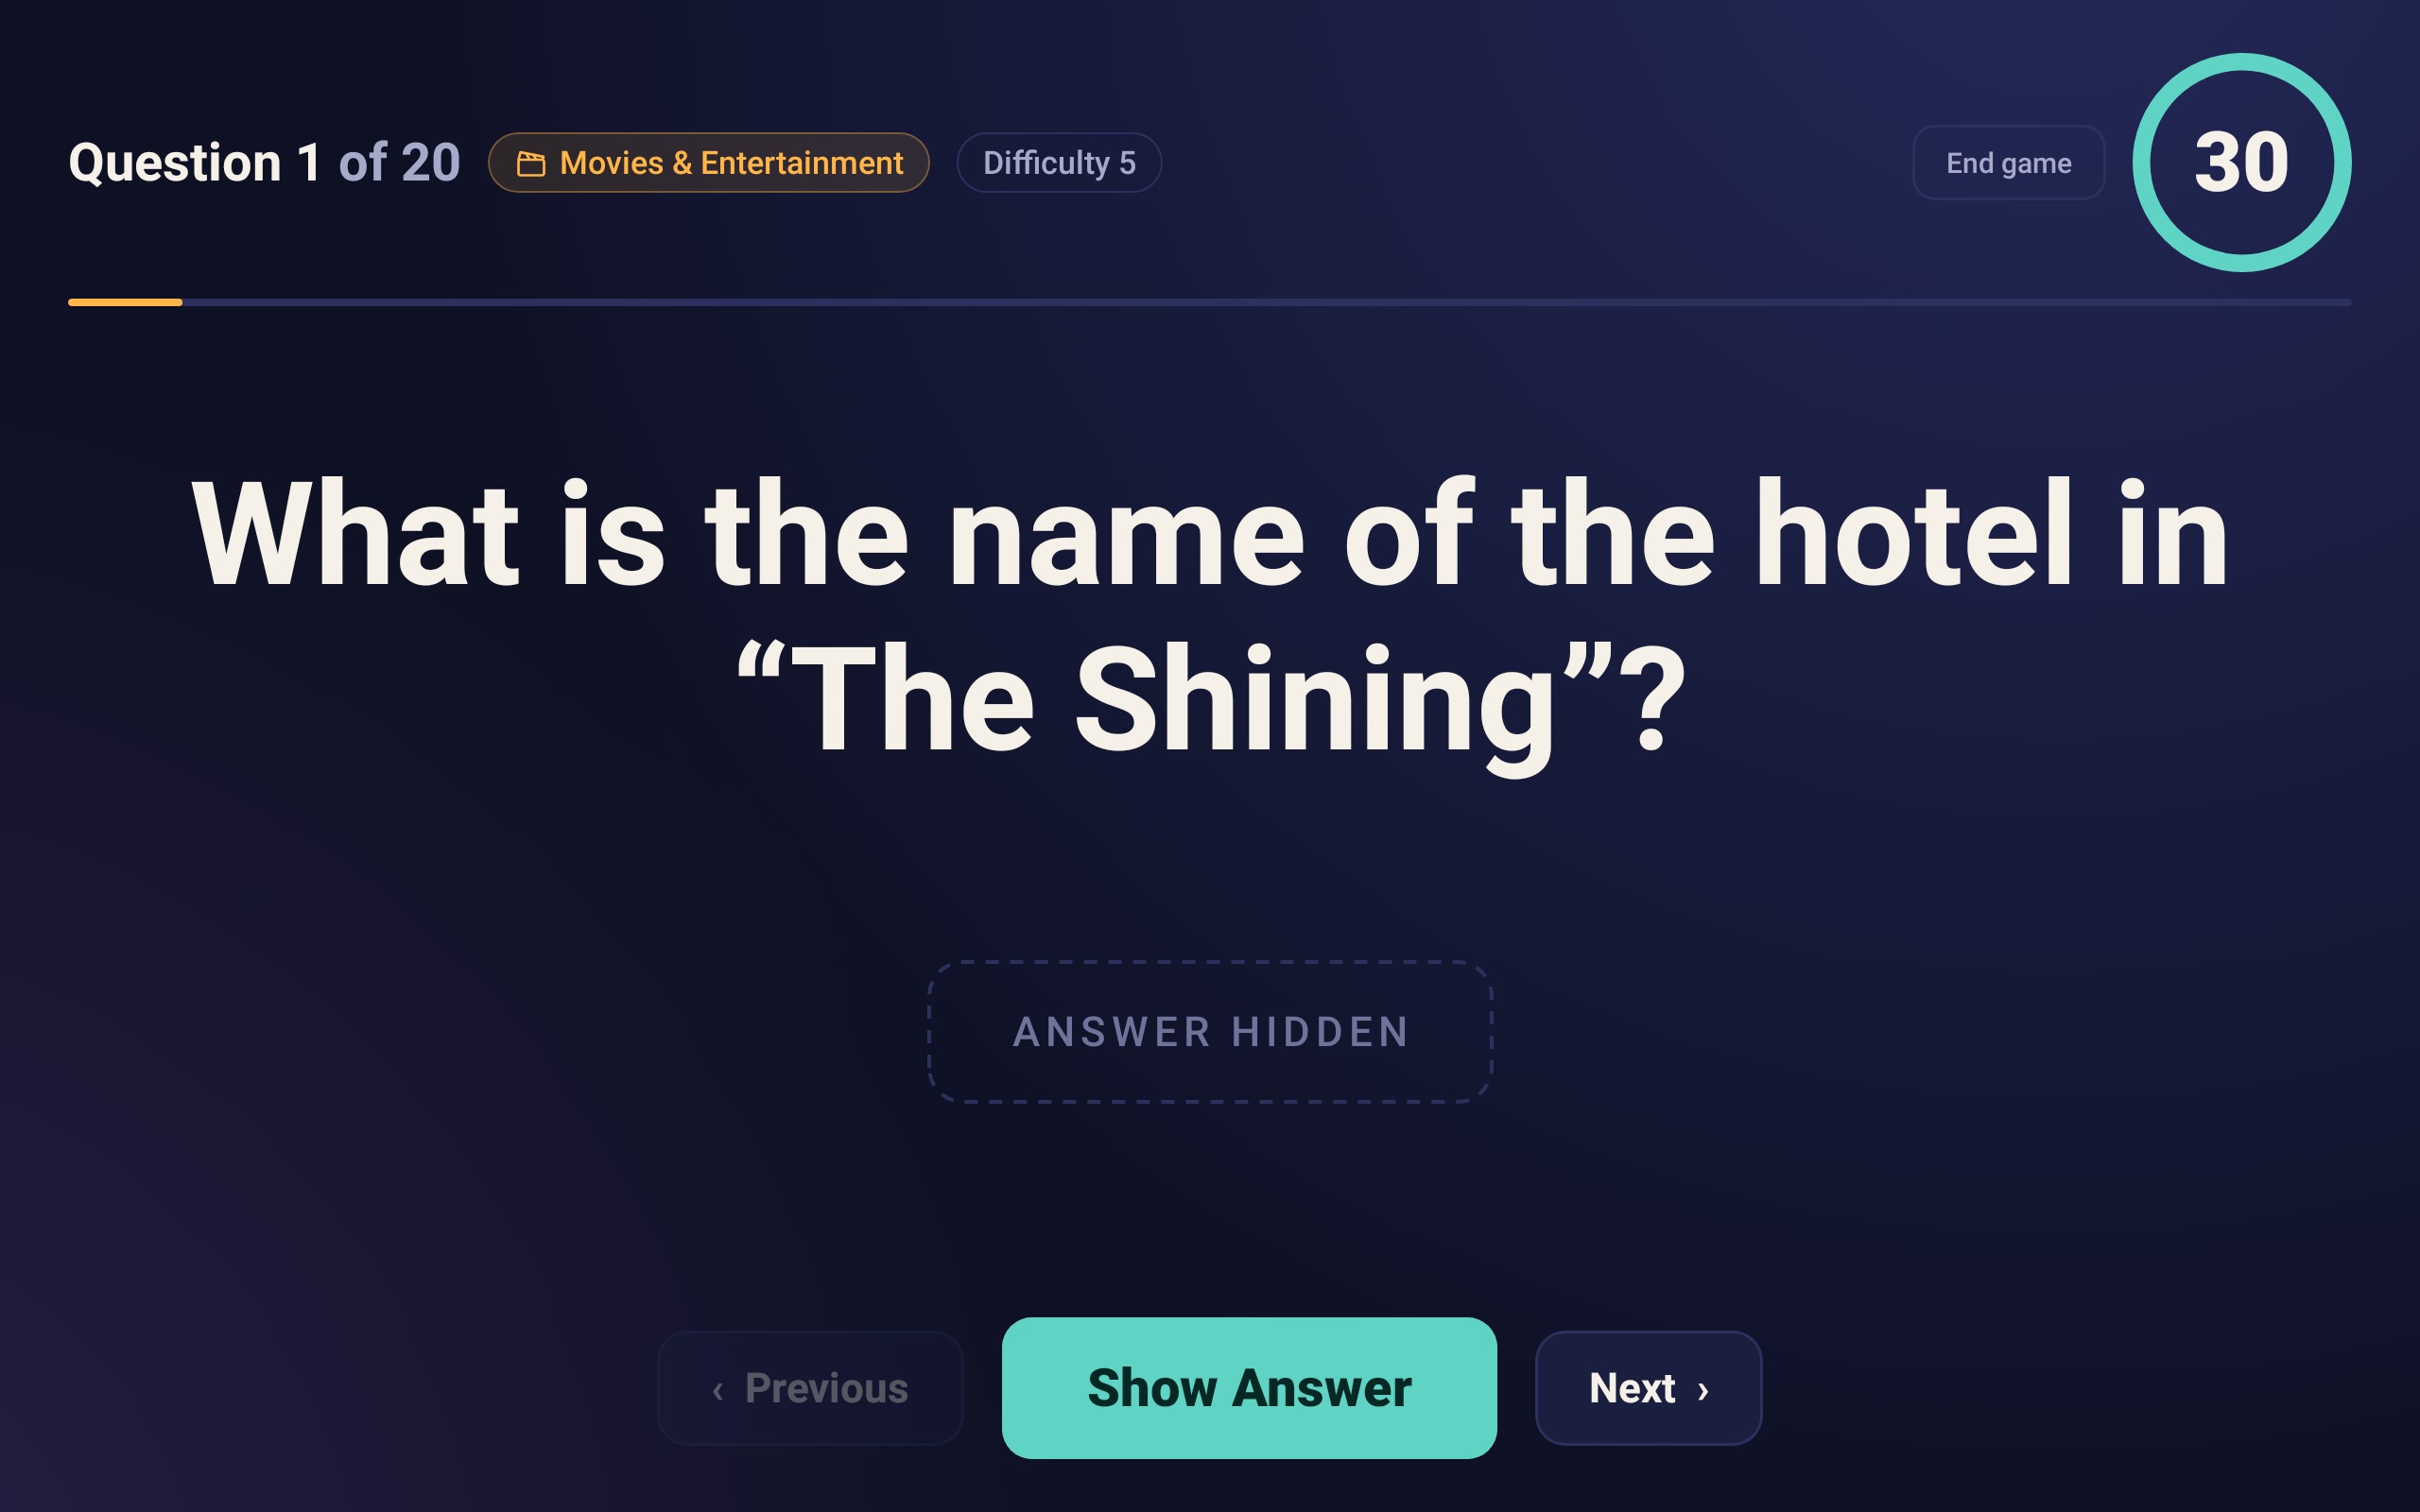 Question 1 of 20
Movies & Entertainment
Difficulty 5
End game
30
What is the name of the hotel in
“The Shining”?
ANSWER HIDDEN
‹ Previous
Show Answer
Next ›